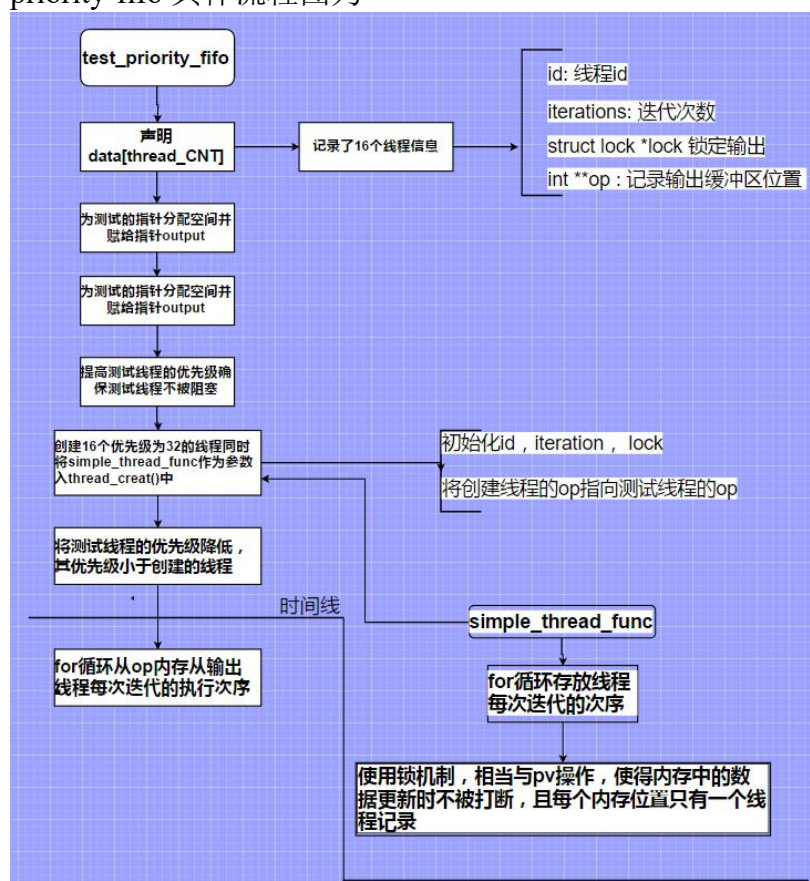 priority-fifo 具体流程图为
test_priority_fifo
声明
data[thread_CNT]
记录了16个线程信息
id: 线程id
iterations: 迭代次数
struct lock *lock 锁定输出
int **op : 记录输出缓冲区位置
为测试的指针分配空间并
赋给指针output
为测试的指针分配空间并
赋给指针output
提高测试线程的优先级确
保测试线程不被阻塞
创建16个优先级为32的线程同时
将simple_thread_func作为参数
入thread_creat()中
初始化id，iteration， lock
将创建线程的op指向测试线程的op
将测试线程的优先级降低，
其优先级小于创建的线程
时间线
simple_thread_func
for循环从op内存从输出
线程每次迭代的执行次序
for循环存放线程
每次迭代的次序
使用锁机制，相当与pv操作，使得内存中的数
据更新时不被打断，且每个内存位置只有一个线
程记录